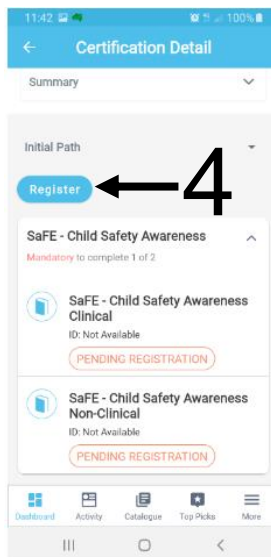 11:42 100%
Certification Detail
Summary
Initial Path
Register
4
SaFE - Child Safety Awareness
Mandatory to complete 1 of 2
SaFE - Child Safety Awareness
Clinical
ID: Not Available
PENDING REGISTRATION
SaFE - Child Safety Awareness
Non-Clinical
ID: Not Available
PENDING REGISTRATION
Dashboard Activity Catalogue Top Picks More